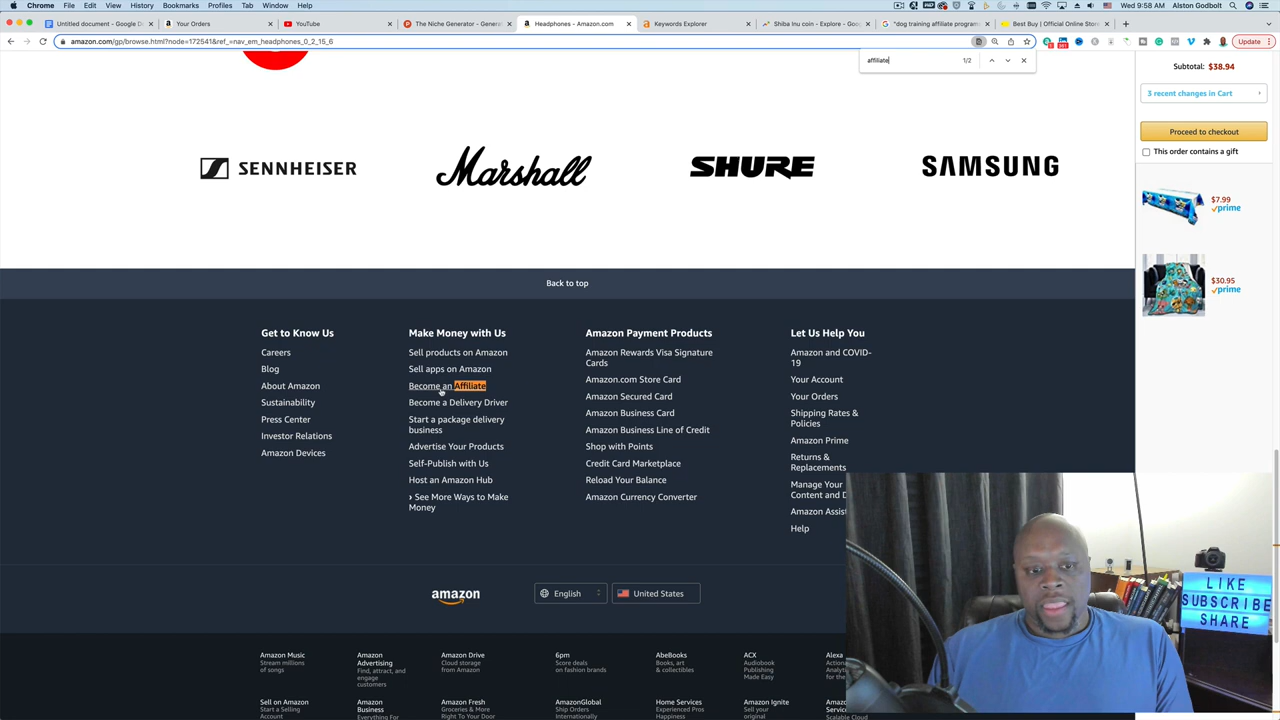 Chrome File Edit View History Bookmarks Profiles Tab Window Help
Wed 9:58 AM Alston Godbolt
Untitled document - Google D
Your Orders
YouTube
The Niche Generator - Genera
Headphones - Amazon.com
Keywords Explorer
Shiba Inu coin - Explore - Goo
"dog training affiliate program
Best Buy | Official Online Stor
amazon.com/gp/browse.html?node=172541&ref_=nav_em_headphones_0_2_15_6
Update
affiliate
1/2
Subtotal: $38.94
3 recent changes in Cart
Proceed to checkout
This order contains a gift
$7.99
prime
$30.95
prime
SENNHEISER
Marshall
SHURE
SAMSUNG
Back to top
Get to Know Us
Careers
Blog
About Amazon
Sustainability
Press Center
Investor Relations
Amazon Devices
Make Money with Us
Sell products on Amazon
Sell apps on Amazon
Become an Affiliate
Become a Delivery Driver
Start a package delivery
business
Advertise Your Products
Self-Publish with Us
Host an Amazon Hub
› See More Ways to Make
Money
Amazon Payment Products
Amazon Rewards Visa Signature
Cards
Amazon.com Store Card
Amazon Secured Card
Amazon Business Card
Amazon Business Line of Credit
Shop with Points
Credit Card Marketplace
Reload Your Balance
Amazon Currency Converter
Let Us Help You
Amazon and COVID-
19
Your Account
Your Orders
Shipping Rates &
Policies
Amazon Prime
Returns &
Replacements
Manage Your
Content and D
Amazon Assist
Help
amazon
English
United States
Amazon Music
Stream millions
of songs
Amazon
Advertising
Find, attract, and
engage
customers
Amazon Drive
Cloud storage
from Amazon
6pm
Score deals
on fashion brands
AbeBooks
Books, art
& collectibles
ACX
Audiobook
Publishing
Made Easy
Alexa
Actiona
Analyti
for the
Sell on Amazon
Start a Selling
Account
Amazon
Business
Everything For
Amazon Fresh
Groceries & More
Right To Your Door
AmazonGlobal
Ship Orders
Internationally
Home Services
Experienced Pros
Happiness
Amazon Ignite
Sell your
original
Amazon
Service
Scalable Cloud
LIKE
SUBSCRIBE
SHARE